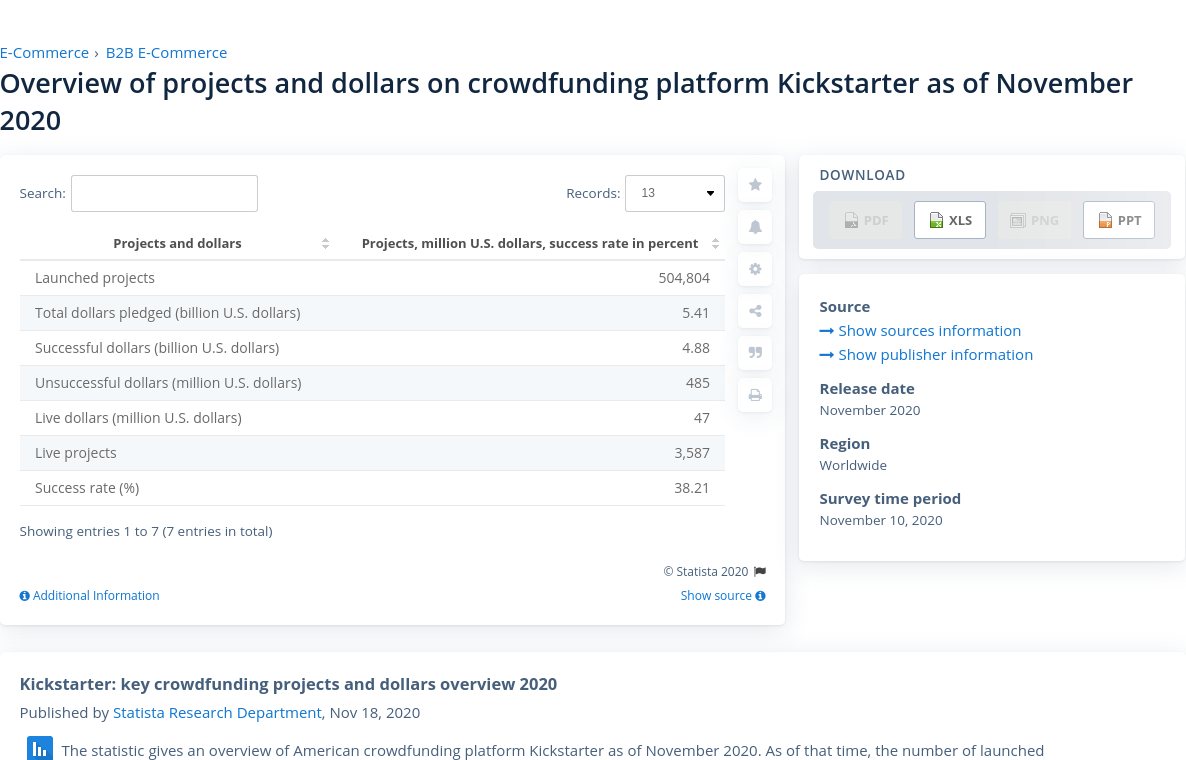 E-Commerce › B2B E-Commerce
Overview of projects and dollars on crowdfunding platform Kickstarter as of November
2020
Search:
Records: 13
Projects and dollars Projects, million U.S. dollars, success rate in percent
Launched projects 504,804
Total dollars pledged (billion U.S. dollars) 5.41
Successful dollars (billion U.S. dollars) 4.88
Unsuccessful dollars (million U.S. dollars) 485
Live dollars (million U.S. dollars) 47
Live projects 3,587
Success rate (%) 38.21
Showing entries 1 to 7 (7 entries in total)
© Statista 2020
Additional Information Show source
DOWNLOAD
PDF XLS PNG PPT
Source
Show sources information
Show publisher information
Release date
November 2020
Region
Worldwide
Survey time period
November 10, 2020
Kickstarter: key crowdfunding projects and dollars overview 2020
Published by Statista Research Department, Nov 18, 2020
The statistic gives an overview of American crowdfunding platform Kickstarter as of November 2020. As of that time, the number of launched